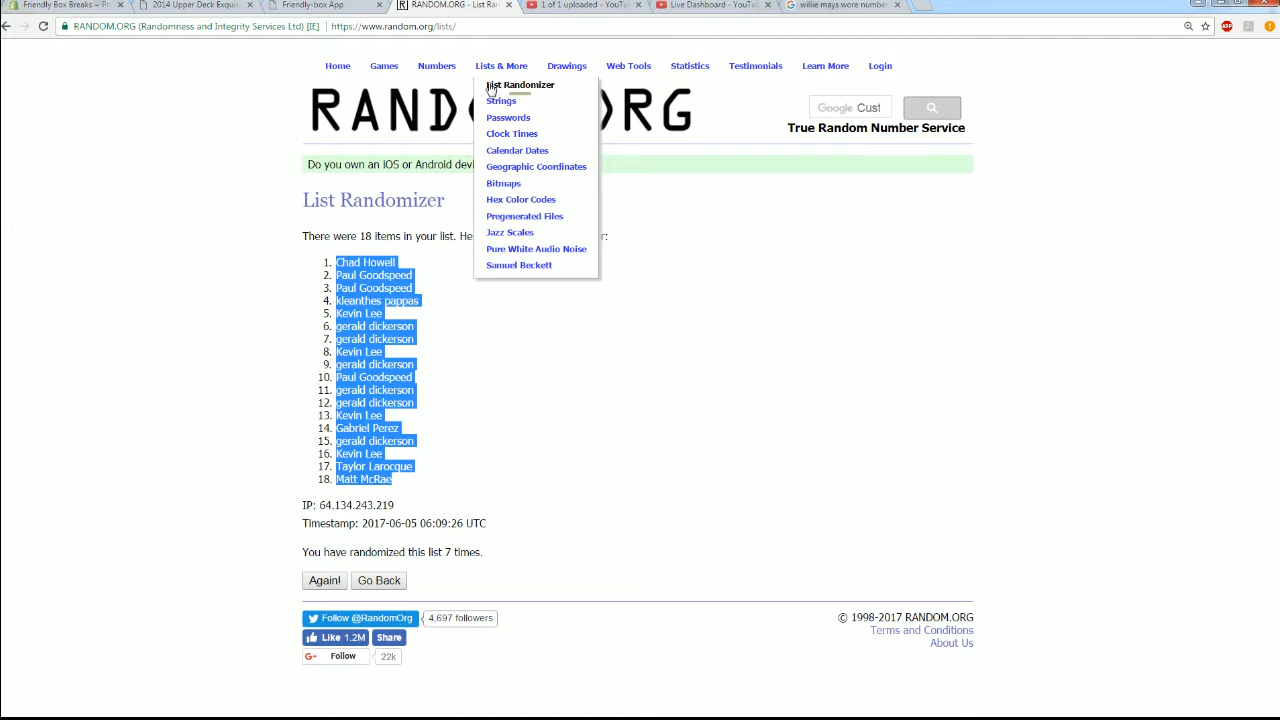 Friendly Box Breaks – P
2014 Upper Deck Exquis
Friendly-box App
RANDOM.ORG - List Ran
1 of 1 uploaded - YouTu
Live Dashboard - YouTu
willie mays wore number
RANDOM.ORG (Randomness and Integrity Services Ltd) [IE] https://www.random.org/lists/
Home Games Numbers Lists & More Drawings Web Tools Statistics Testimonials Learn More Login
List Randomizer
Strings
Passwords
Clock Times
Calendar Dates
Geographic Coordinates
Bitmaps
Hex Color Codes
Pregenerated Files
Jazz Scales
Pure White Audio Noise
Samuel Beckett
RAND RG
Google Cust
True Random Number Service
Do you own an iOS or Android devi
List Randomizer
There were 18 items in your list. He r:
1. Chad Howell
2. Paul Goodspeed
3. Paul Goodspeed
4. kleanthes pappas
5. Kevin Lee
6. gerald dickerson
7. gerald dickerson
8. Kevin Lee
9. gerald dickerson
10. Paul Goodspeed
11. gerald dickerson
12. gerald dickerson
13. Kevin Lee
14. Gabriel Perez
15. gerald dickerson
16. Kevin Lee
17. Taylor Larocque
18. Matt McRae
IP: 64.134.243.219
Timestamp: 2017-06-05 06:09:26 UTC
You have randomized this list 7 times.
Again! Go Back
Follow @RandomOrg 4,697 followers
Like 1.2M Share
G+ Follow 22k
© 1998-2017 RANDOM.ORG
Terms and Conditions
About Us